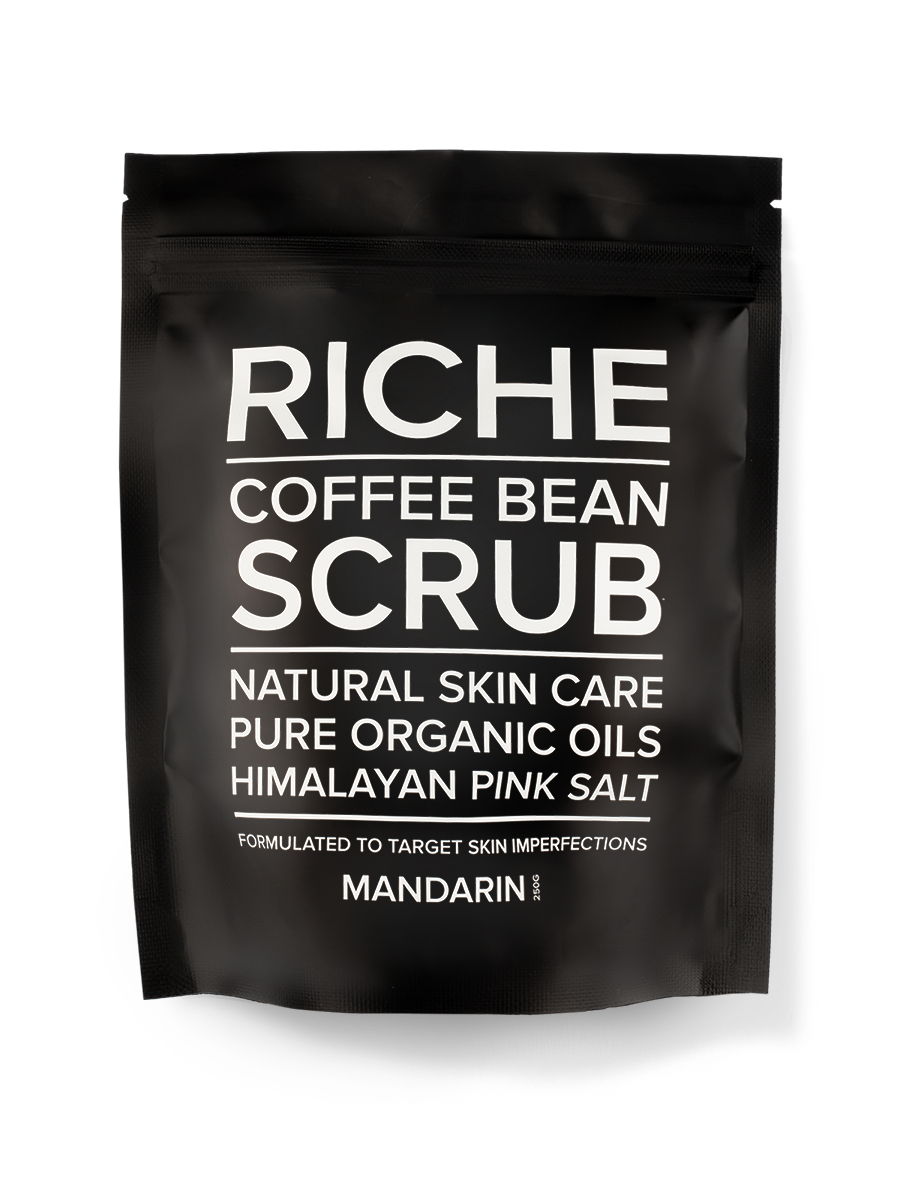 RICHE
COFFEE BEAN
SCRUB
NATURAL SKIN CARE
PURE ORGANIC OILS
HIMALAYAN PINK SALT
FORMULATED TO TARGET SKIN IMPERFECTIONS
MANDARIN 250G